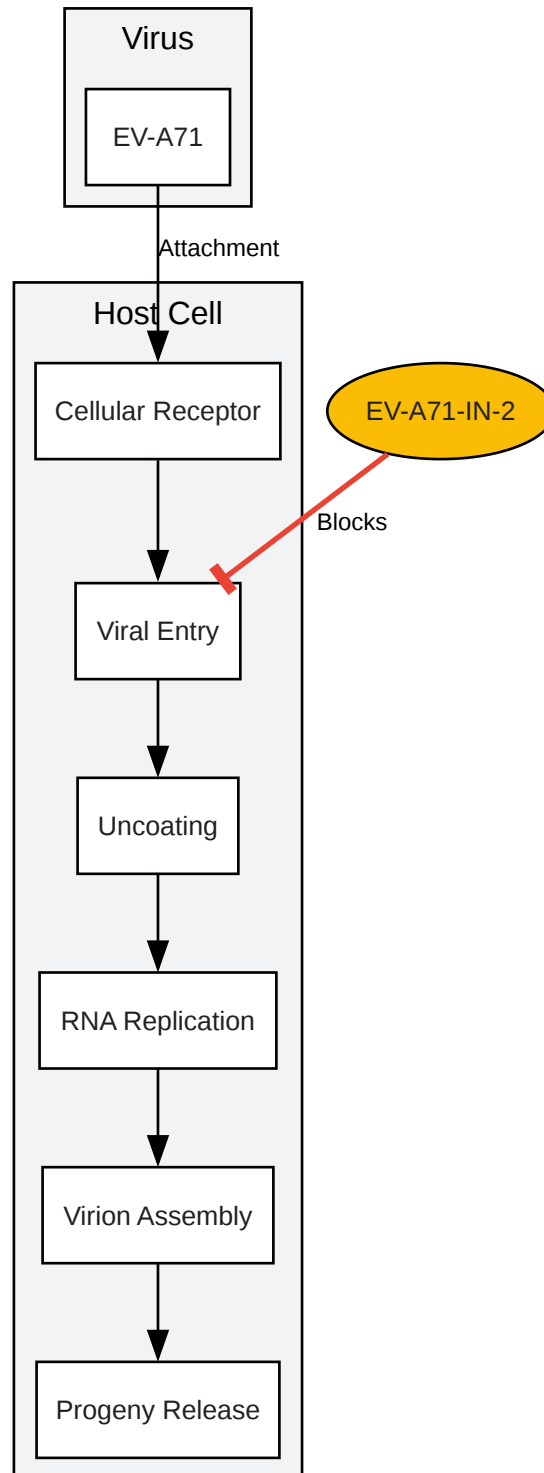 Virus
EV-A71
Attachment
Host Cell
Cellular Receptor
EV-A71-IN-2
Blocks
Viral Entry
Uncoating
RNA Replication
Virion Assembly
Progeny Release